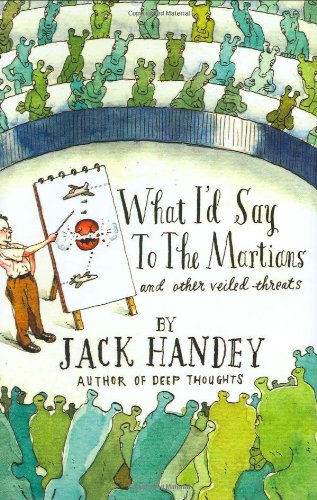 What I'd Say
To The Martians
and other veiled threats
BY
JACK HANDEY
AUTHOR OF DEEP THOUGHTS